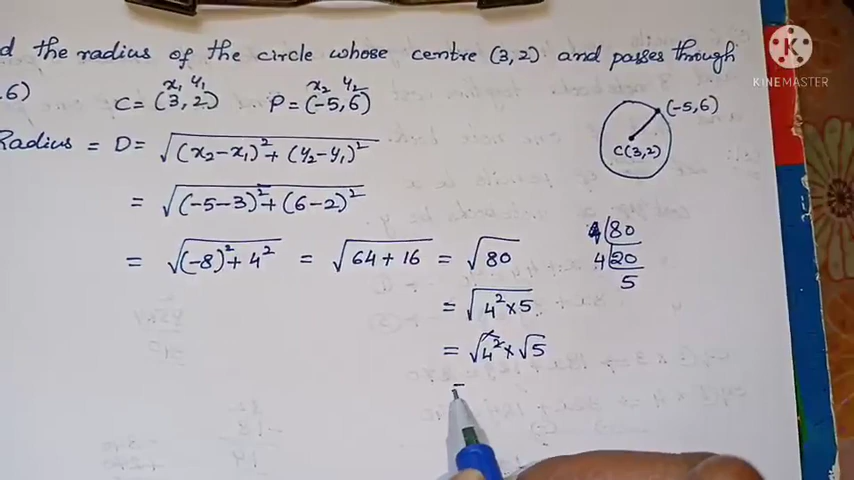 the radius of the circle whose centre (3,2) and passes through
x₁ y₁ x₂ y₂
C = (3,2) P = (-5,6)
Radius = D = √(x₂-x₁)²+(y₂-y₁)²
= √(-5-3)²+(6-2)²
= √(-8)²+4² = √64+16 = √80
= √4²×5
= √4²×√5
=
(-5,6)
C(3,2)
4 80
4 20
5
K
KINEMASTER